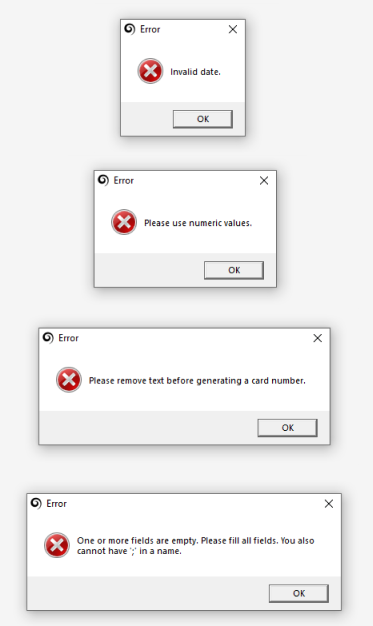 Error
Invalid date.
OK
Error
Please use numeric values.
OK
Error
Please remove text before generating a card number.
OK
Error
One or more fields are empty. Please fill all fields. You also
cannot have ';' in a name.
OK